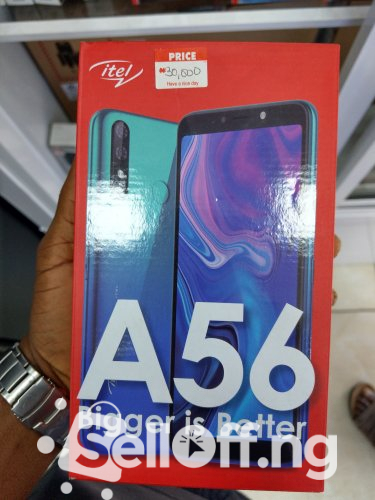 PRICE
₦30,000
Have a nice day
itel
A56
Bigger is Better
SellOff.ng